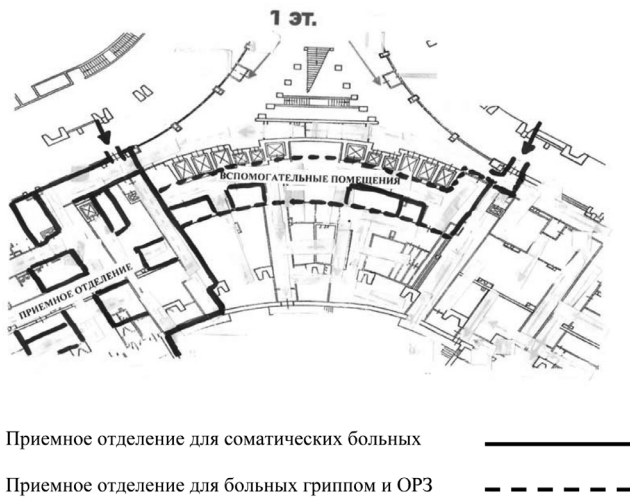 1 эт.
ВСПОМОГАТЕЛЬНЫЕ ПОМЕЩЕНИЯ
ПРИЕМНОЕ ОТДЕЛЕНИЕ
Приемное отделение для соматических больных
Приемное отделение для больных гриппом и ОРЗ